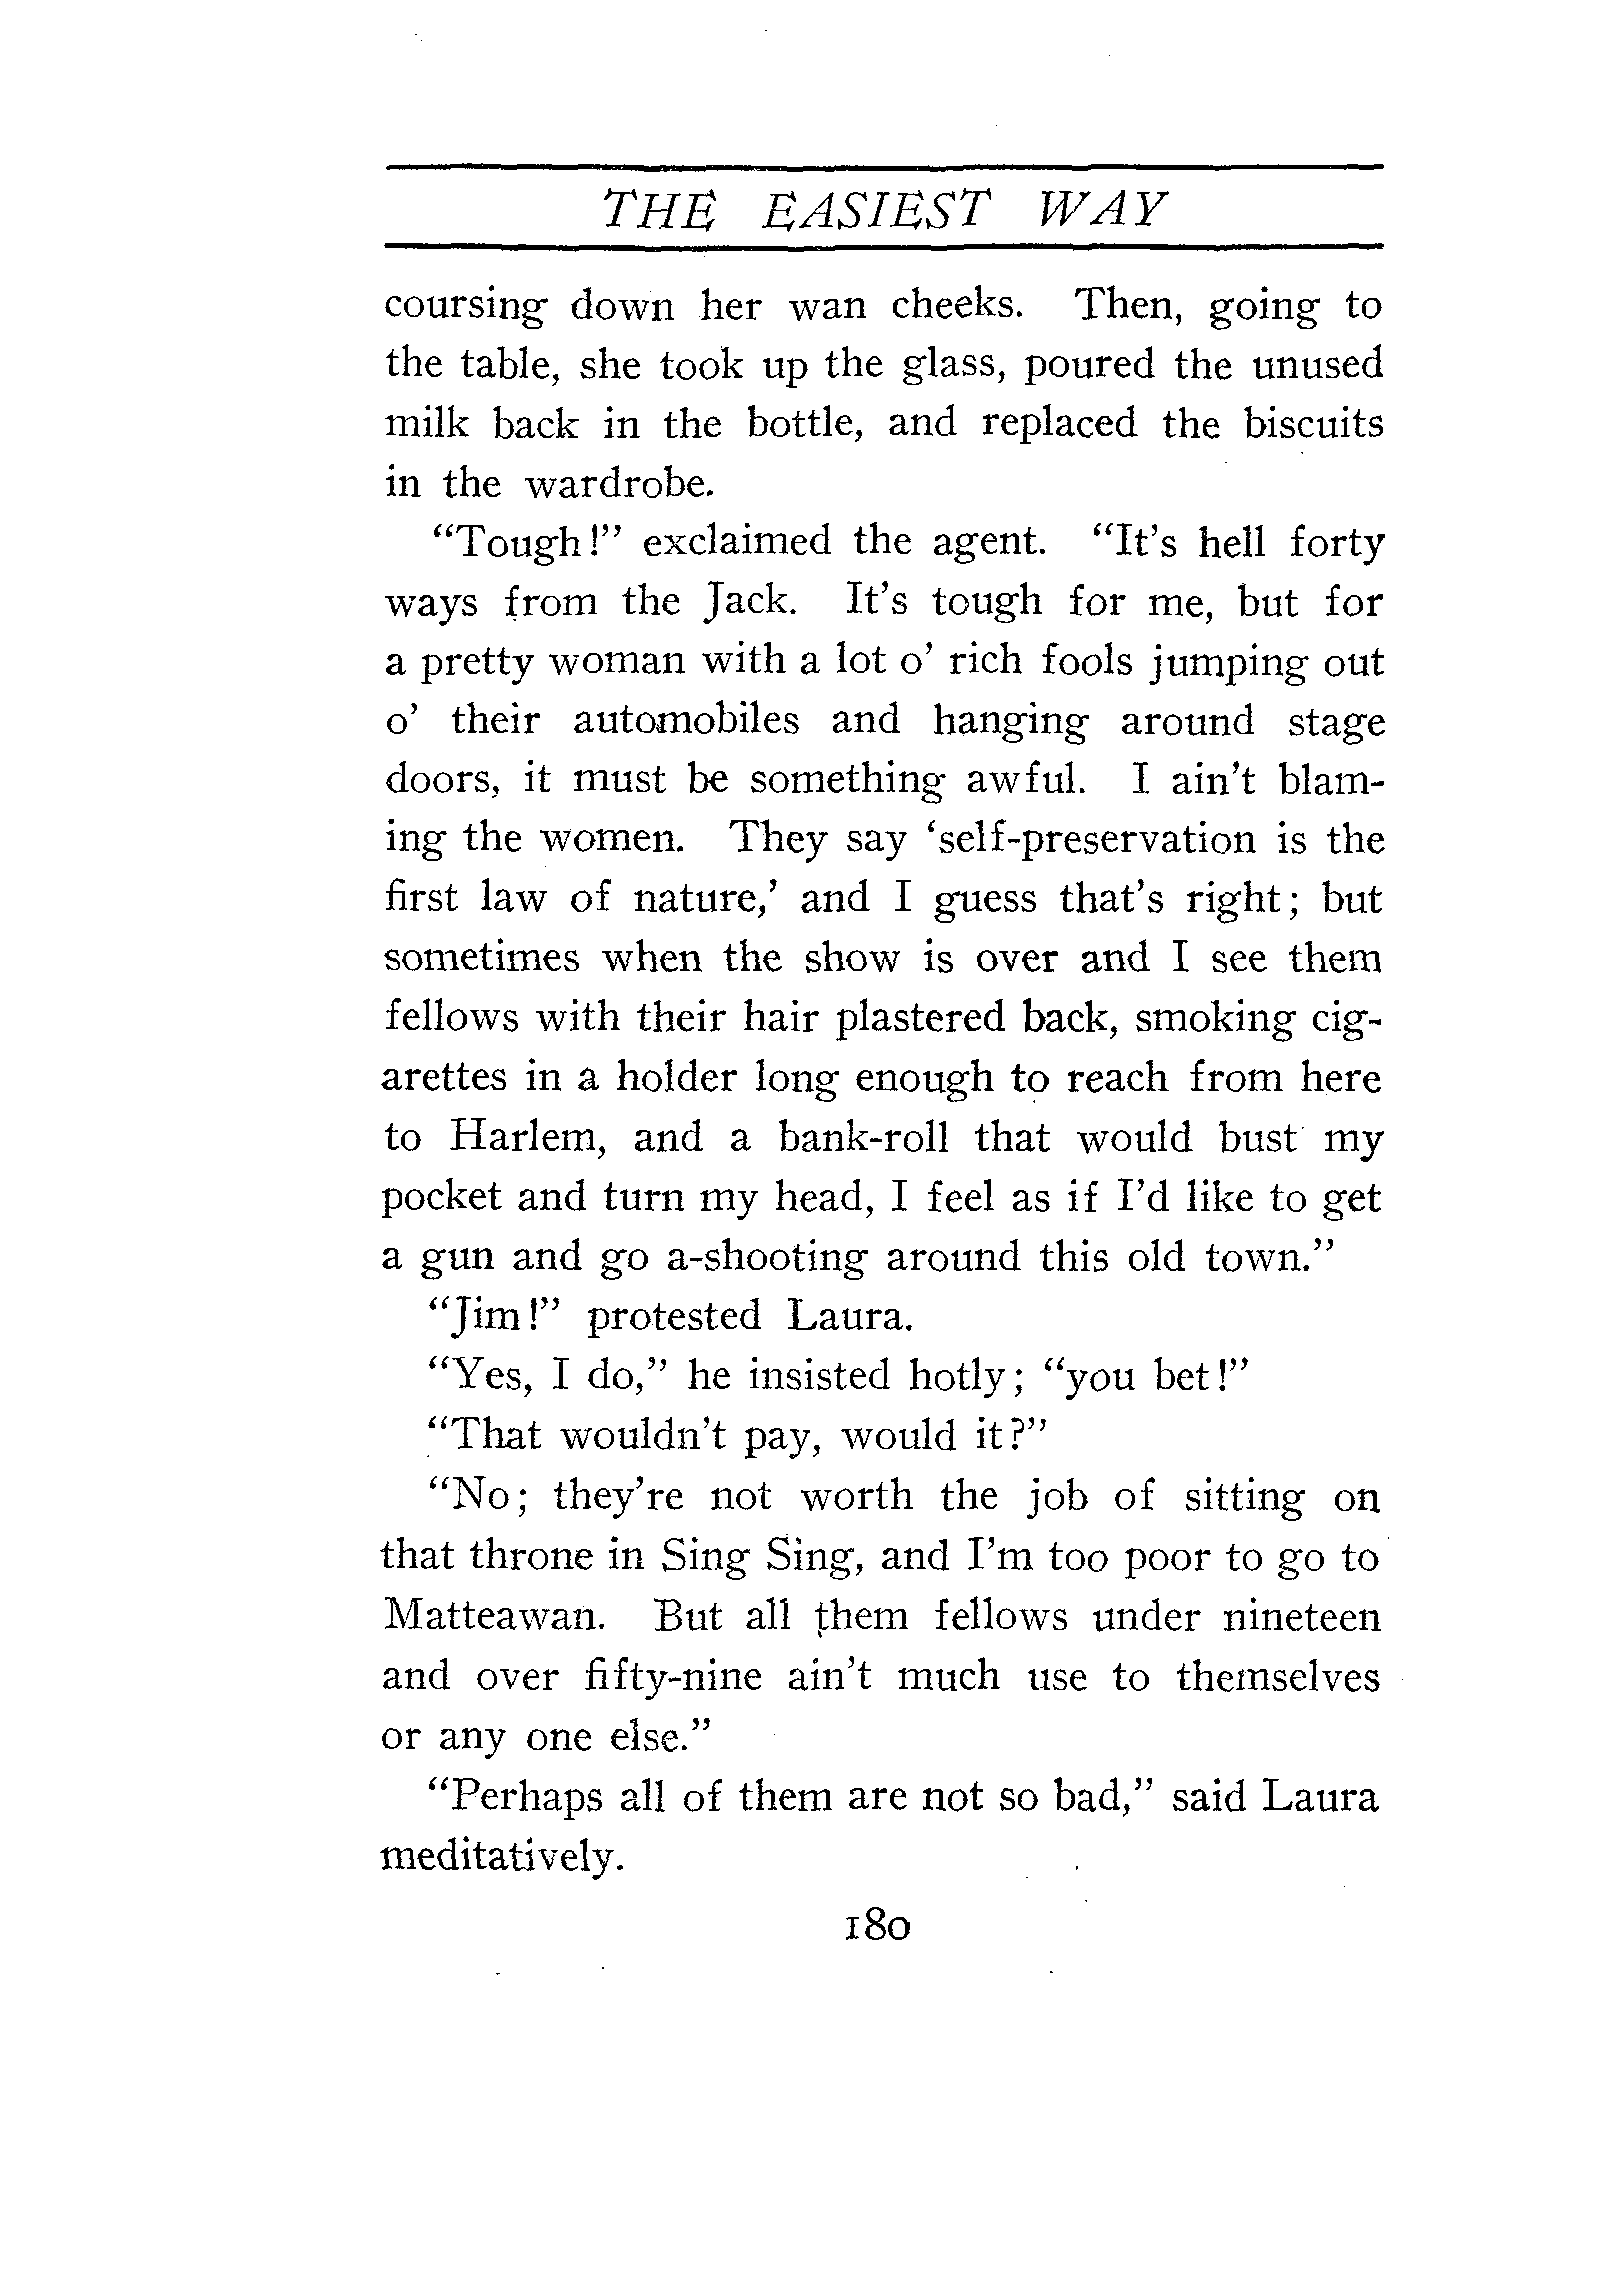 THE EASIEST WAY
coursing down her wan cheeks. Then, going to
the table, she took up the glass, poured the unused
milk back in the bottle, and replaced the biscuits
in the wardrobe.
"Tough!" exclaimed the agent. "It's hell forty
ways from the Jack. It's tough for me, but for
a pretty woman with a lot o' rich fools jumping out
o' their automobiles and hanging around stage
doors, it must be something awful. I ain't blam-
ing the women. They say 'self-preservation is the
first law of nature,' and I guess that's right; but
sometimes when the show is over and I see them
fellows with their hair plastered back, smoking cig-
arettes in a holder long enough to reach from here
to Harlem, and a bank-roll that would bust my
pocket and turn my head, I feel as if I'd like to get
a gun and go a-shooting around this old town."
"Jim!" protested Laura.
"Yes, I do," he insisted hotly; "you bet!"
"That wouldn't pay, would it?"
"No; they're not worth the job of sitting on
that throne in Sing Sing, and I'm too poor to go to
Matteawan. But all them fellows under nineteen
and over fifty-nine ain't much use to themselves
or any one else."
"Perhaps all of them are not so bad," said Laura
meditatively.
180